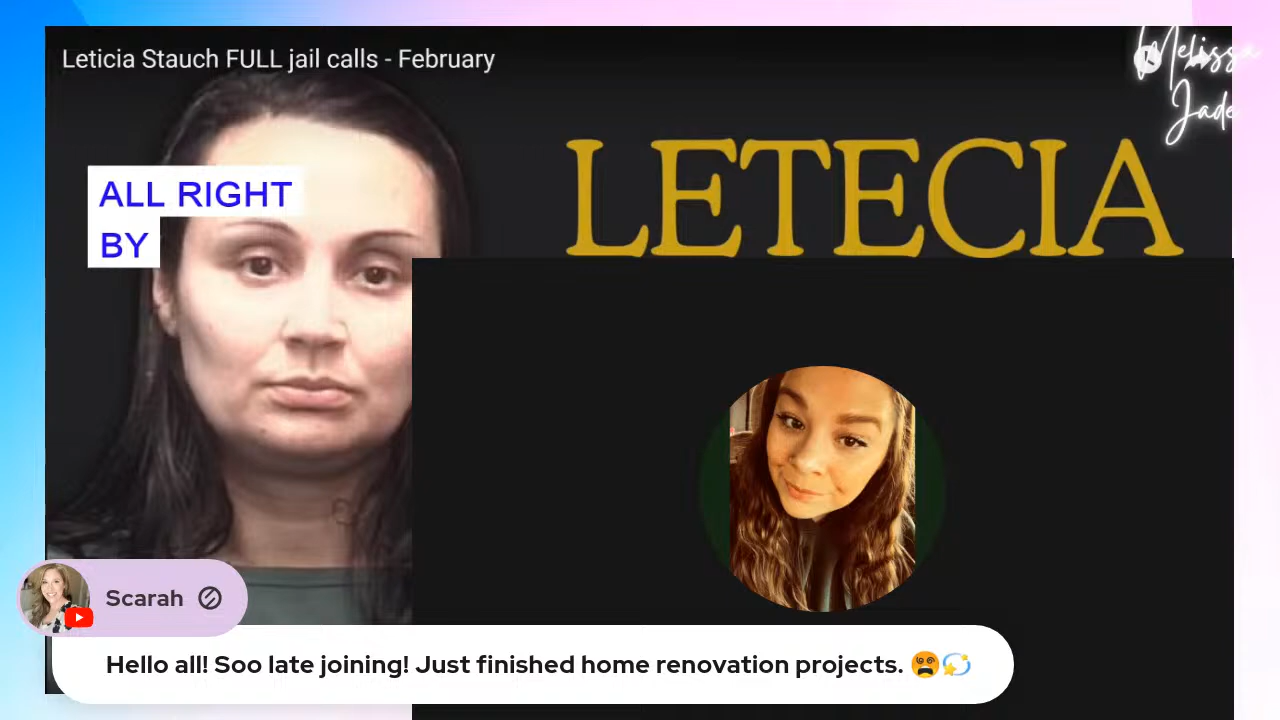 Leticia Stauch FULL jail calls - February
Melissa
Jade
LETECIA
ALL RIGHT
BY
Scarah
Hello all! Soo late joining! Just finished home renovation projects. 😵‍💫💫